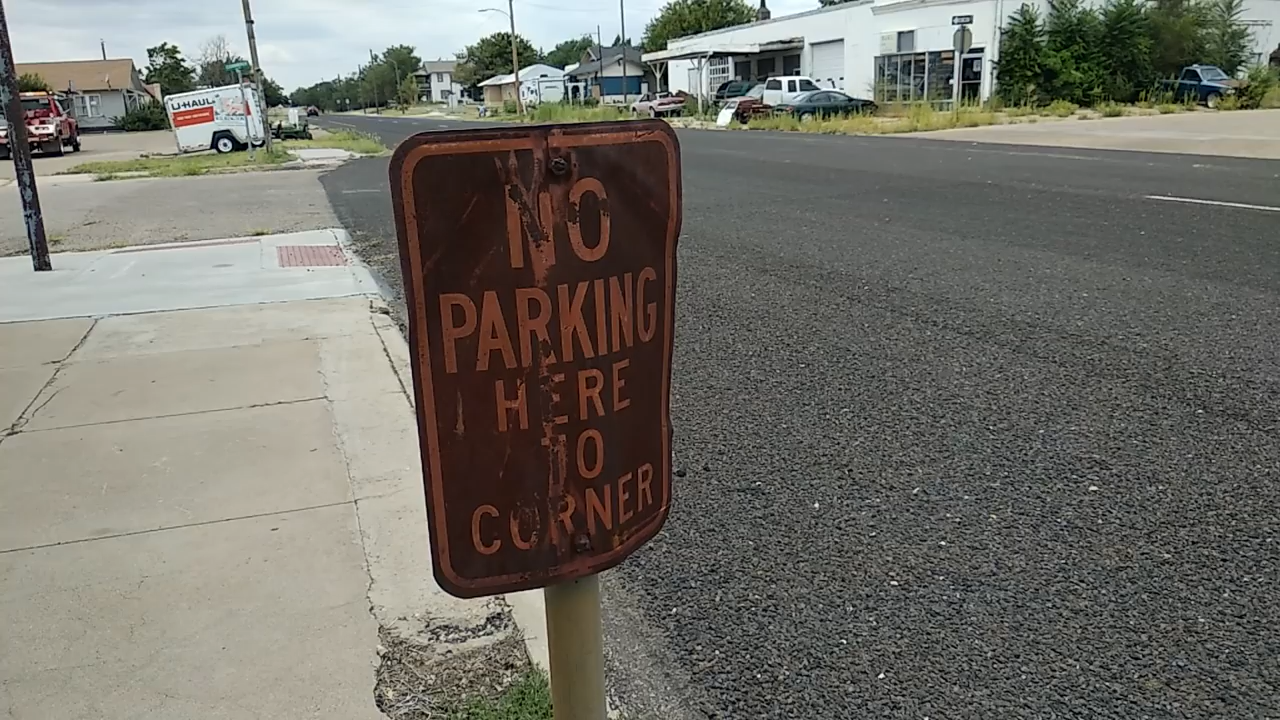 U-HAUL
NO
PARKING
HERE
TO
CORNER